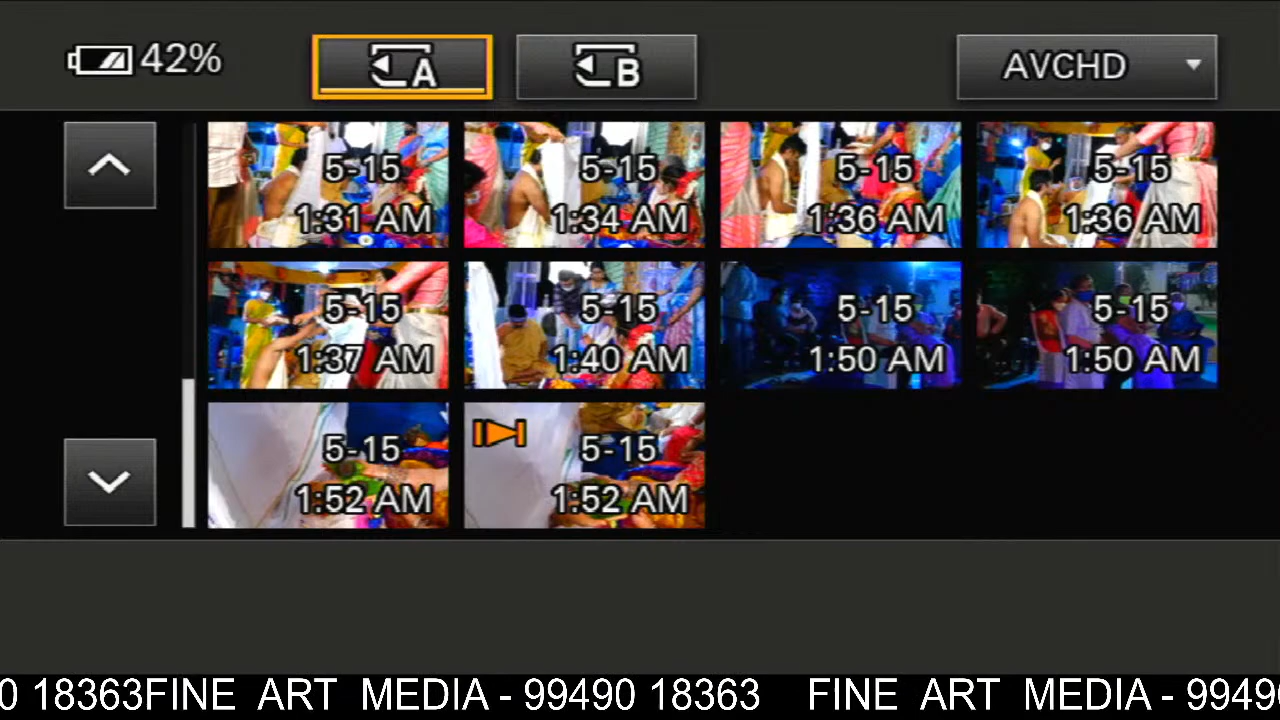 42% A B AVCHD
5-15 5-15 5-15 5-15
1:31 AM 1:34 AM 1:36 AM 1:36 AM
5-15 5-15 5-15 5-15
1:37 AM 1:40 AM 1:50 AM 1:50 AM
5-15 5-15
1:52 AM 1:52 AM
0 18363FINE ART MEDIA - 99490 18363 FINE ART MEDIA - 9949